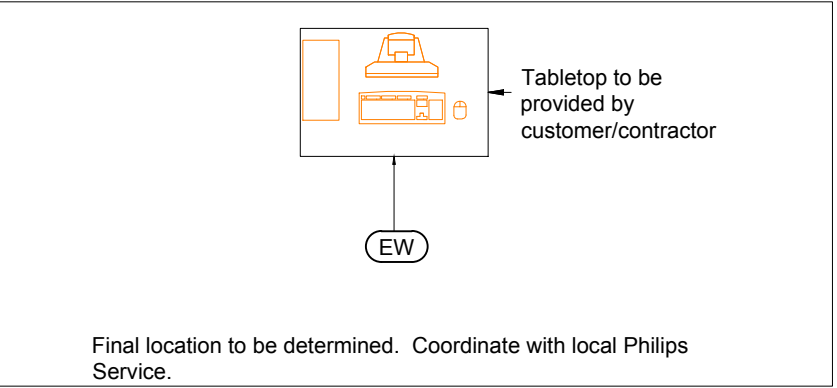 Tabletop to be
provided by
customer/contractor
EW
Final location to be determined.  Coordinate with local Philips
Service.